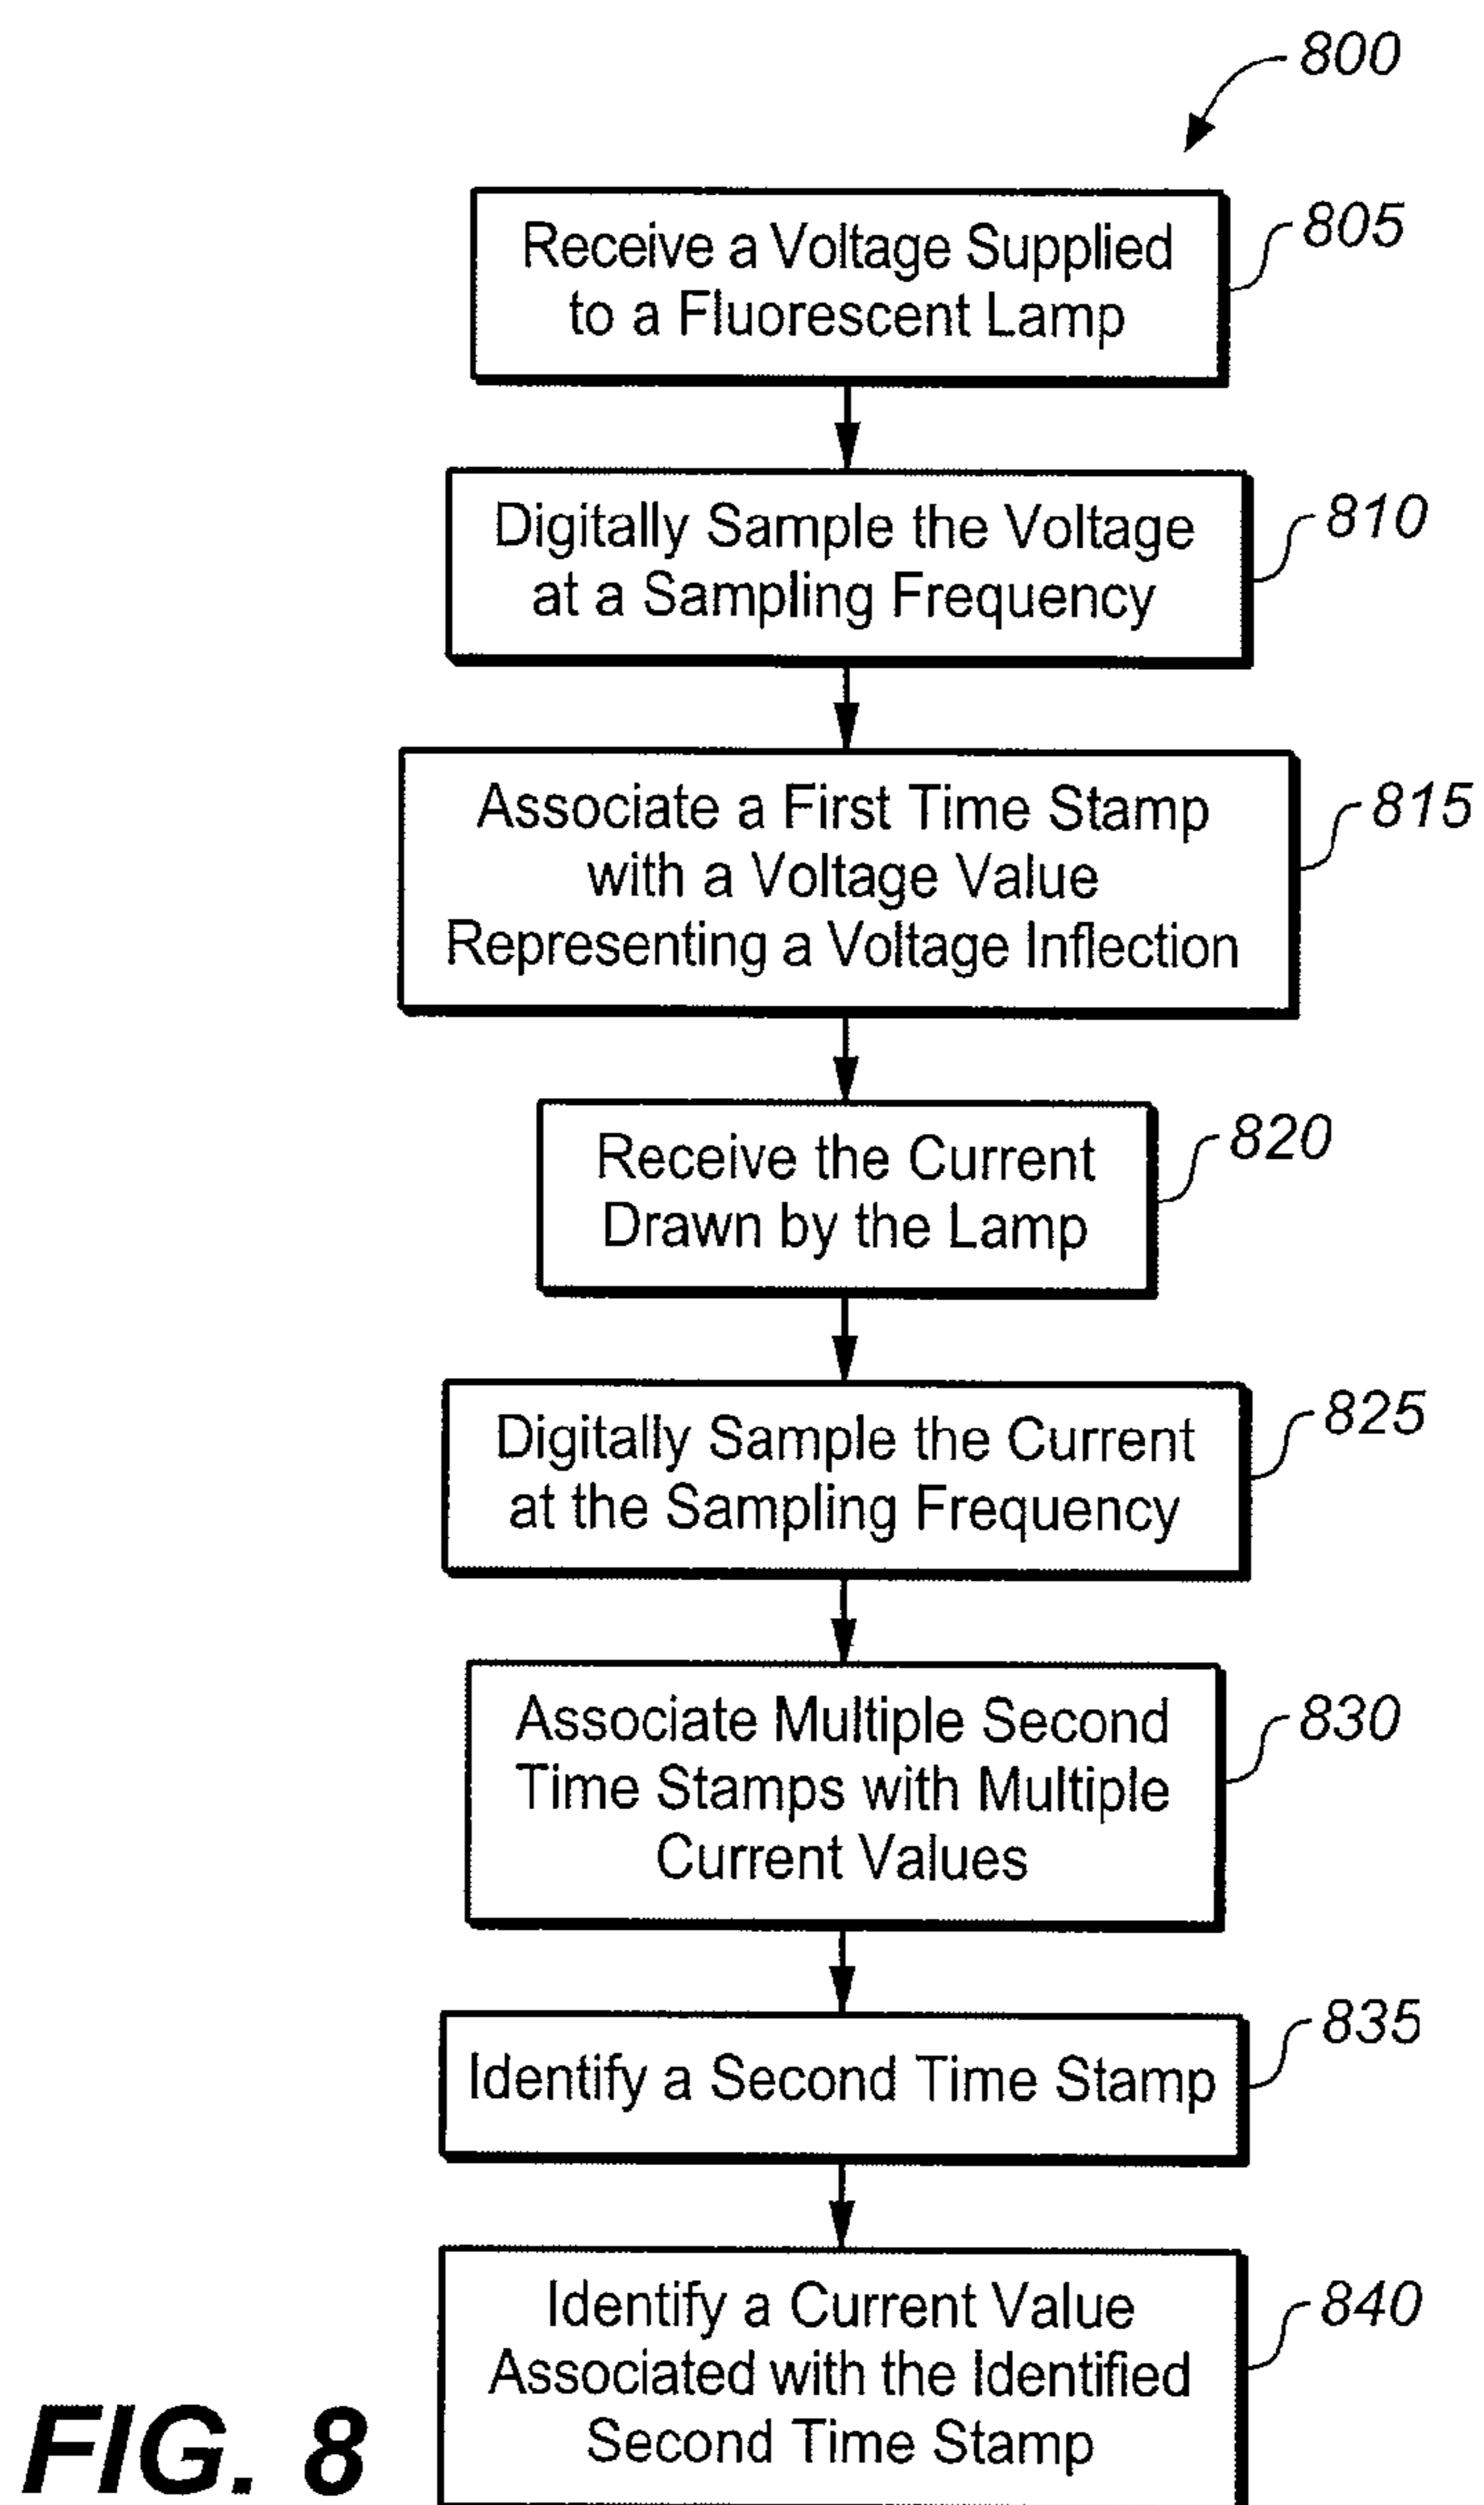 800
Receive a Voltage Supplied
to a Fluorescent Lamp
805
Digitally Sample the Voltage
at a Sampling Frequency
810
Associate a First Time Stamp
with a Voltage Value
Representing a Voltage Inflection
815
Receive the Current
Drawn by the Lamp
820
Digitally Sample the Current
at the Sampling Frequency
825
Associate Multiple Second
Time Stamps with Multiple
Current Values
830
Identify a Second Time Stamp
835
Identify a Current Value
Associated with the Identified
Second Time Stamp
840
FIG. 8